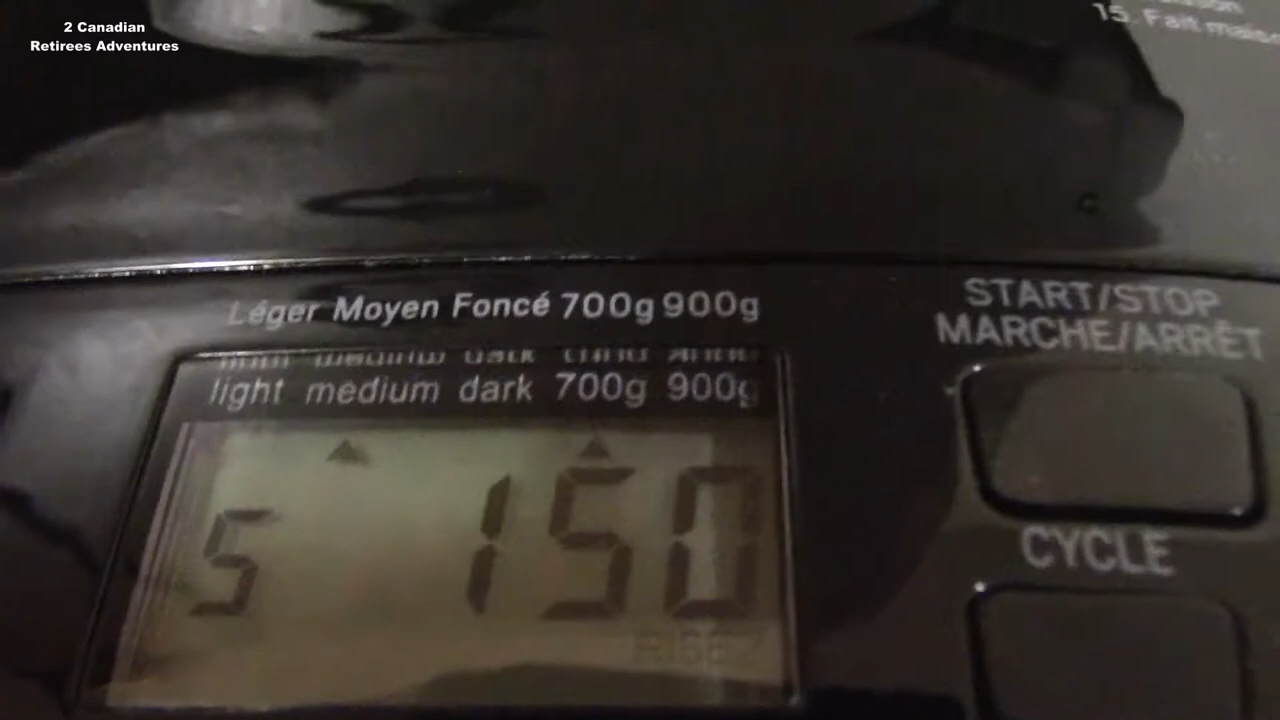 2 Canadian
Retirees Adventures
15. Fait maison
Léger Moyen Foncé 700g 900g
light medium dark 700g 900g
5 150
START/STOP
MARCHE/ARRÊT
CYCLE